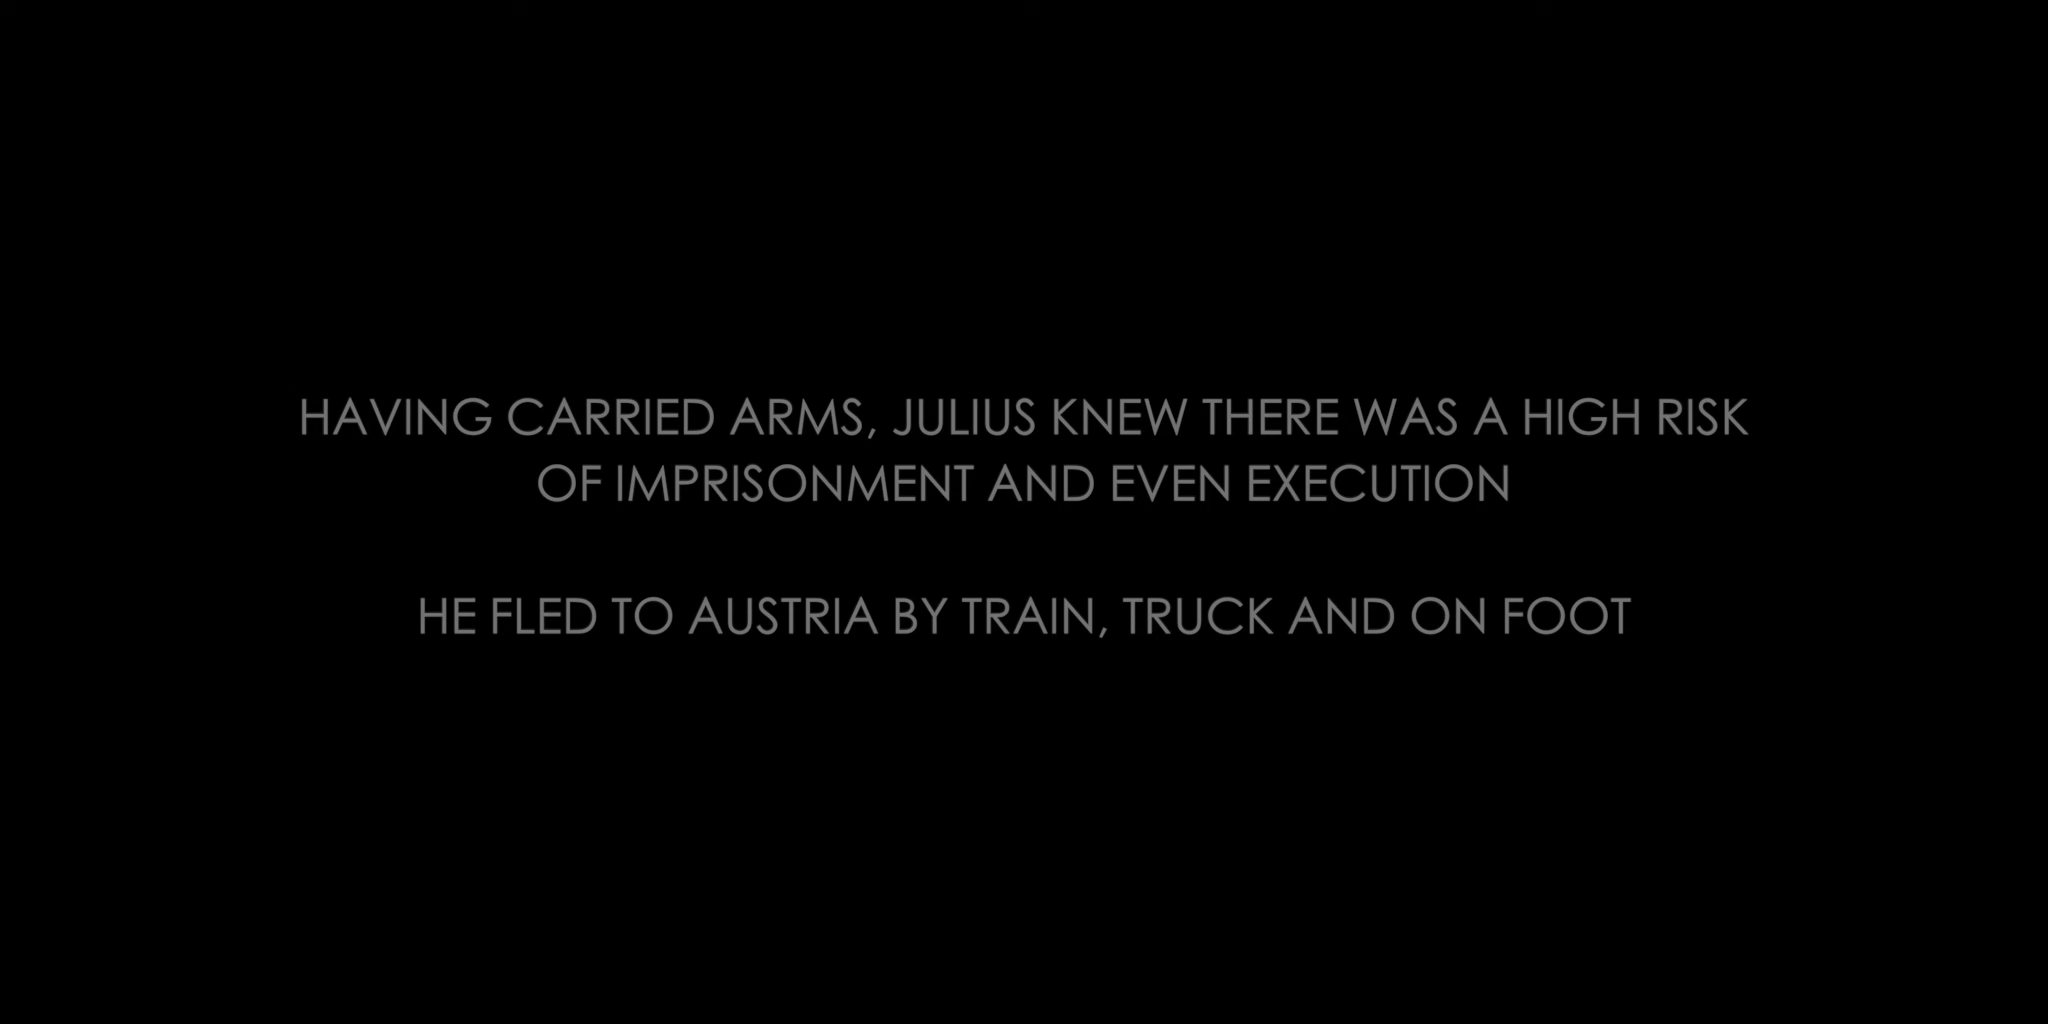 HAVING CARRIED ARMS, JULIUS KNEW THERE WAS A HIGH RISK
OF IMPRISONMENT AND EVEN EXECUTION
HE FLED TO AUSTRIA BY TRAIN, TRUCK AND ON FOOT